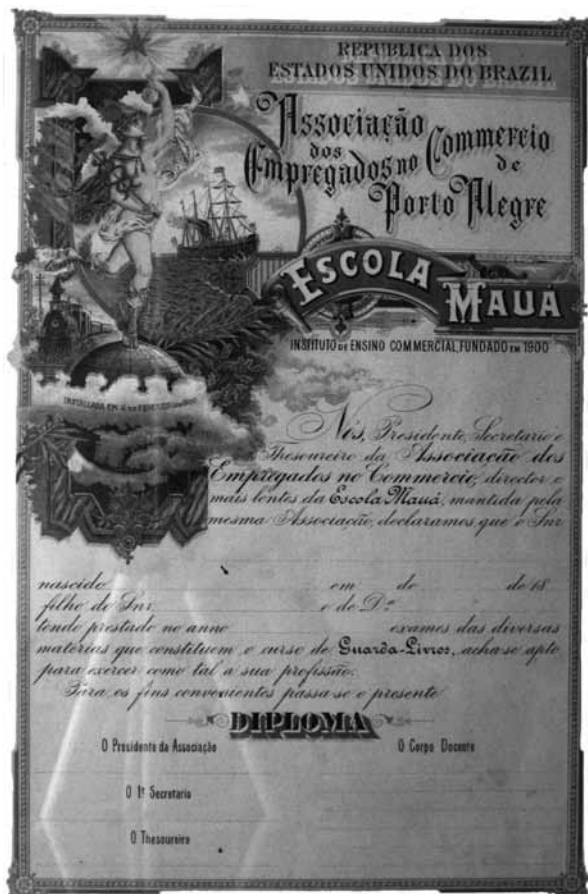 REPUBLICA DOS
ESTADOS UNIDOS DO BRAZIL
Associação
dos
Empregados no Commercio
de
Porto Alegre
ESCOLA
MAUÁ
INSTITUTO DE ENSINO COMMERCIAL, FUNDADO EM 1900
INSTALLADA EM
Nós, Presidente, Secretario e
Thesoureiro da Associação dos
Empregados no Commercio, director e
mais lentes da Escola Mauá, mantida pela
mesma Associação, declaramos que o Snr
nascido em de de 18
filho do Snr e de D.ª
tendo prestado no anno exames das diversas
materias que constituem o curso de Guarda-Livros, acha-se apto
para exercer como tal a sua profissão.
Para os fins convenientes passa-se o presente
DIPLOMA
O Presidente da Associação O Corpo Docente
O 1º Secretario
O Thesoureiro